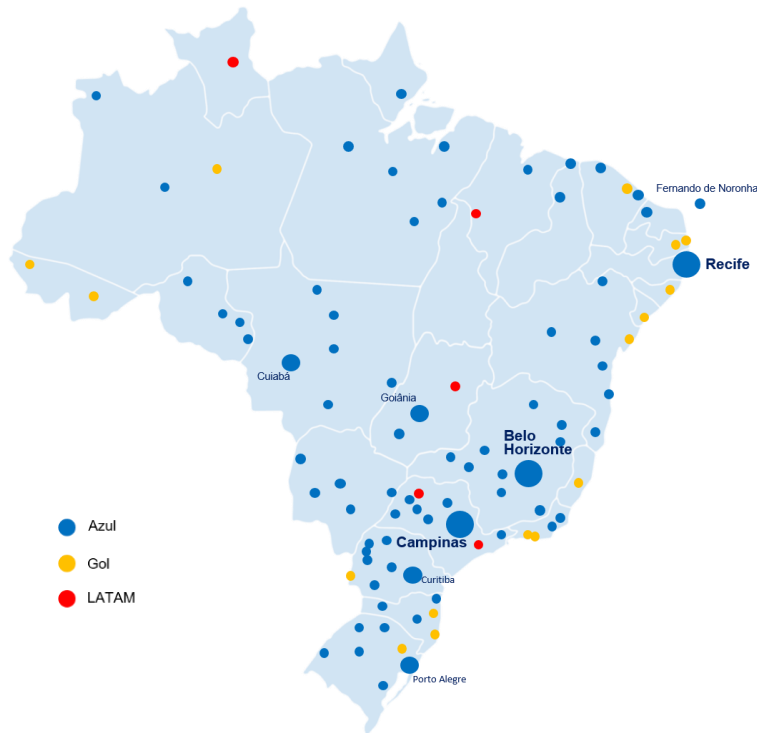 Fernando de Noronha
Recife
Cuiabá
Goiânia
Belo
Horizonte
Campinas
Curitiba
Porto Alegre
Azul
Gol
LATAM